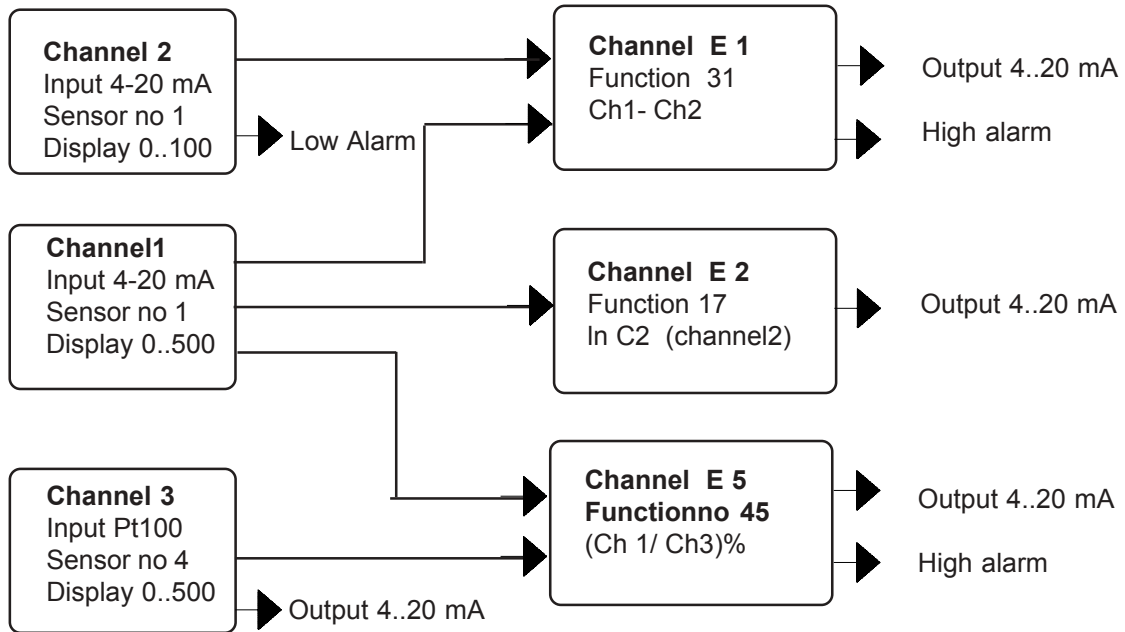 Channel 2
Input 4-20 mA
Sensor no 1
Display 0..100
Low Alarm
Channel1
Input 4-20 mA
Sensor no 1
Display 0..500
Channel 3
Input Pt100
Sensor no 4
Display 0..500
Output 4..20 mA
Channel E 1
Function 31
Ch1- Ch2
Output 4..20 mA
High alarm
Channel E 2
Function 17
In C2 (channel2)
Output 4..20 mA
Channel E 5
Functionno 45
(Ch 1/ Ch3)%
Output 4..20 mA
High alarm